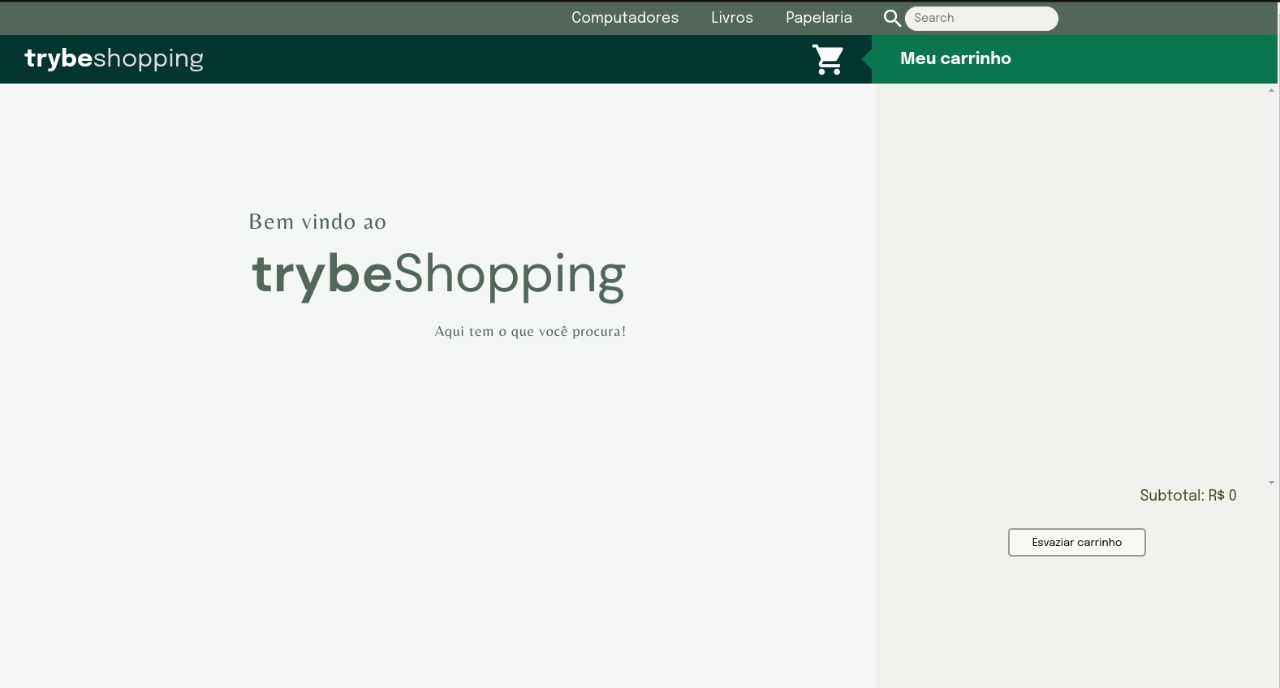 Computadores Livros Papelaria Search
trybeshopping Meu carrinho
Bem vindo ao
trybeShopping
Aqui tem o que você procura!
Subtotal: R$ 0
Esvaziar carrinho